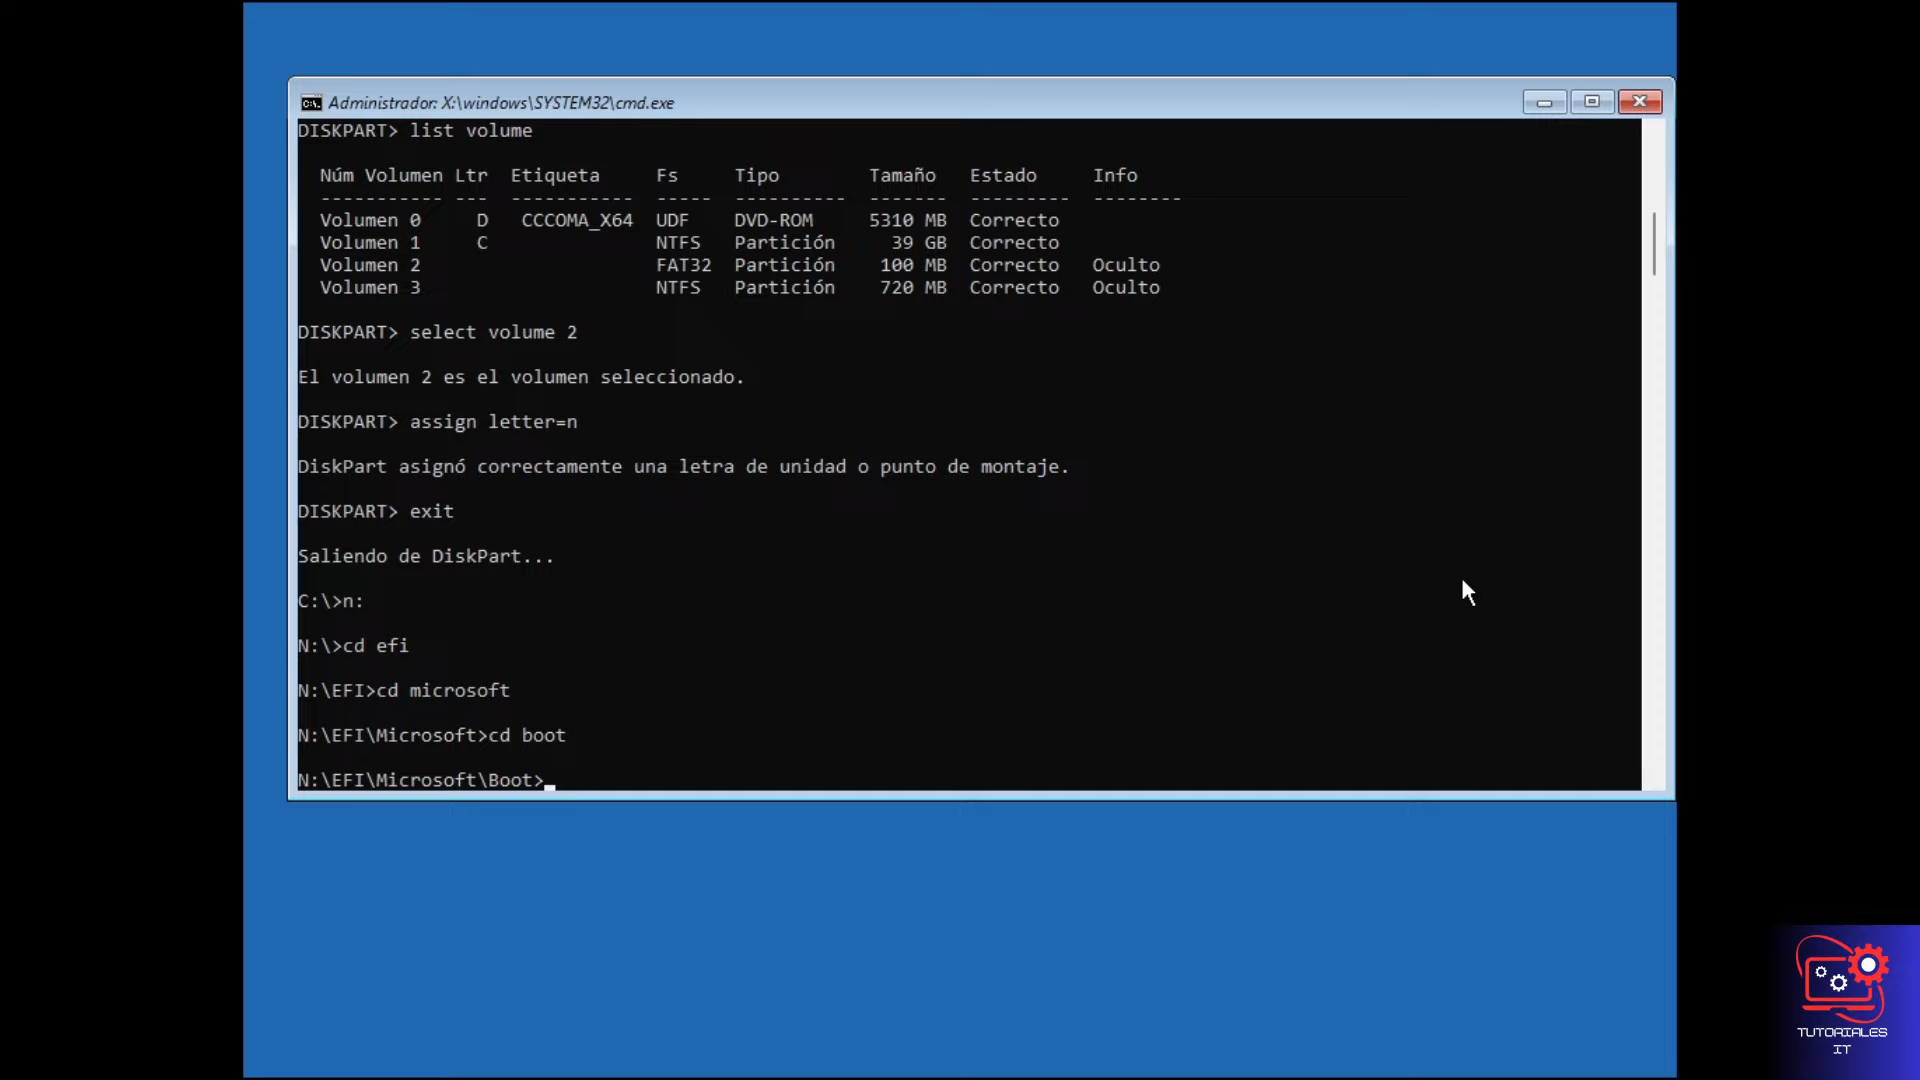 Administrador: X:\windows\SYSTEM32\cmd.exe
DISKPART> list volume
Núm Volumen Ltr Etiqueta Fs Tipo Tamaño Estado Info
----------- --- ----------- ----- ---------- ------- --------- --------
Volumen 0 D CCCOMA_X64 UDF DVD-ROM 5310 MB Correcto
Volumen 1 C NTFS Partición 39 GB Correcto
Volumen 2 FAT32 Partición 100 MB Correcto Oculto
Volumen 3 NTFS Partición 720 MB Correcto Oculto
DISKPART> select volume 2
El volumen 2 es el volumen seleccionado.
DISKPART> assign letter=n
DiskPart asignó correctamente una letra de unidad o punto de montaje.
DISKPART> exit
Saliendo de DiskPart...
C:\>n:
N:\>cd efi
N:\EFI>cd microsoft
N:\EFI\Microsoft>cd boot
N:\EFI\Microsoft\Boot>
TUTORIALES
IT